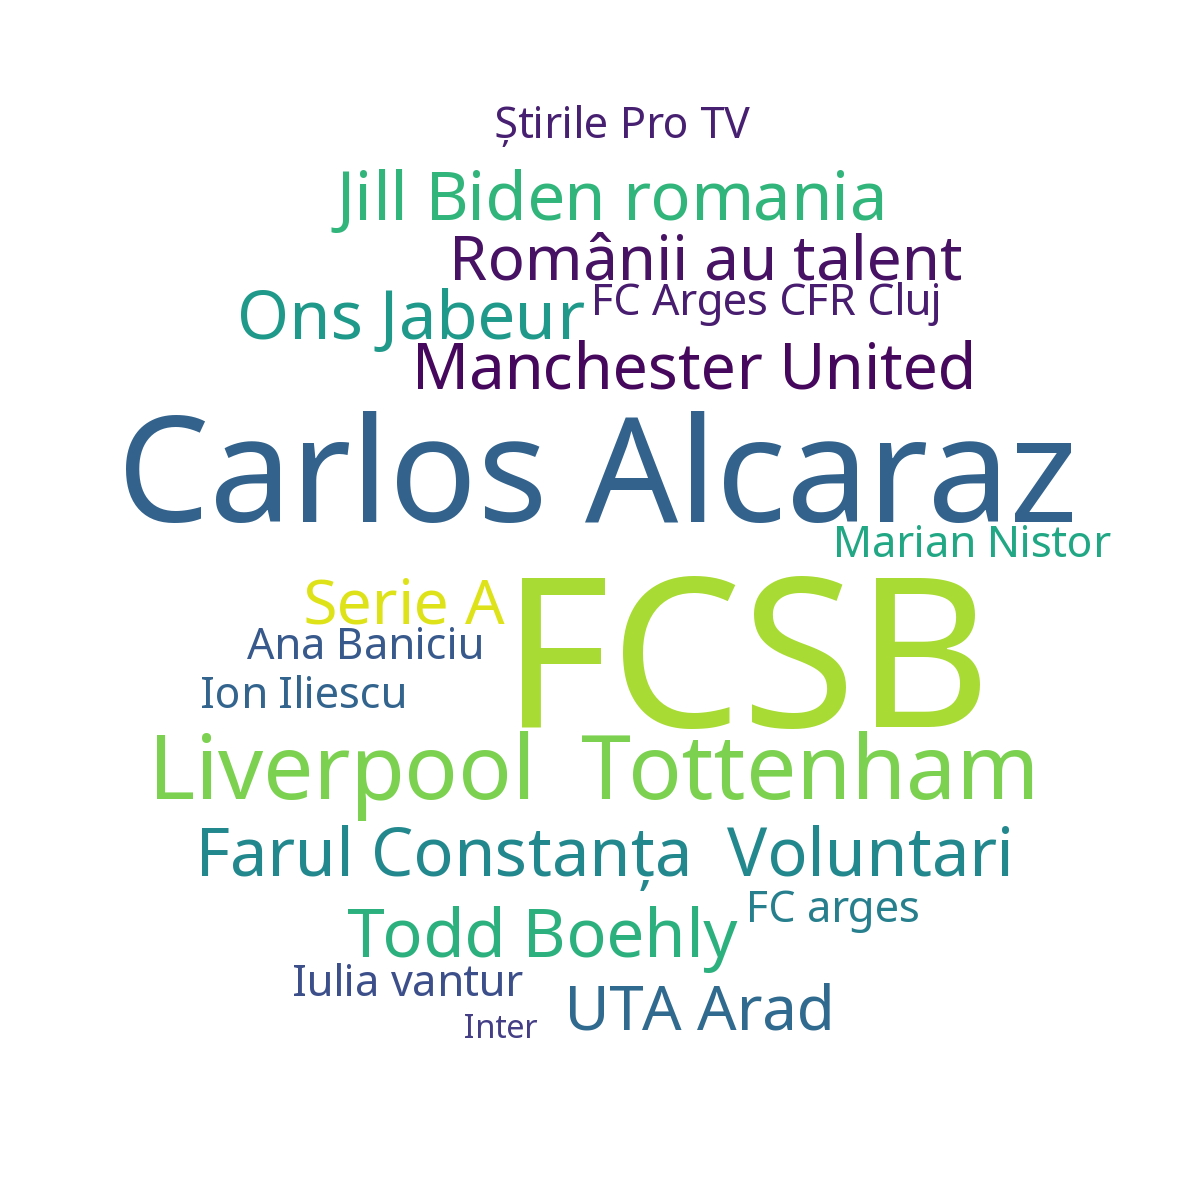 Știrile Pro TV
Jill Biden romania
Românii au talent
Ons Jabeur
FC Arges CFR Cluj
Manchester United
Carlos Alcaraz
Marian Nistor
Serie A
FCSB
Ana Baniciu
Ion Iliescu
Liverpool Tottenham
Farul Constanța Voluntari
Todd Boehly
FC arges
Iulia vantur
UTA Arad
Inter